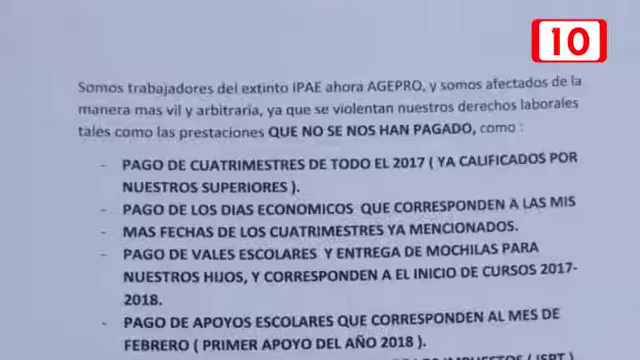 10
Somos trabajadores del extinto IPAE ahora AGEPRO, y somos afectados de la
manera mas vil y arbitraria, ya que se violentan nuestros derechos laborales
tales como las prestaciones QUE NO SE NOS HAN PAGADO, como :
- PAGO DE CUATRIMESTRES DE TODO EL 2017 ( YA CALIFICADOS POR
NUESTROS SUPERIORES ).
- PAGO DE LOS DIAS ECONOMICOS QUE CORRESPONDEN A LAS MIS
- MAS FECHAS DE LOS CUATRIMESTRES YA MENCIONADOS.
- PAGO DE VALES ESCOLARES Y ENTREGA DE MOCHILAS PARA
NUESTROS HIJOS, Y CORRESPONDEN A EL INICIO DE CURSOS 2017-
2018.
- PAGO DE APOYOS ESCOLARES QUE CORRESPONDEN AL MES DE
FEBRERO ( PRIMER APOYO DEL AÑO 2018 ).